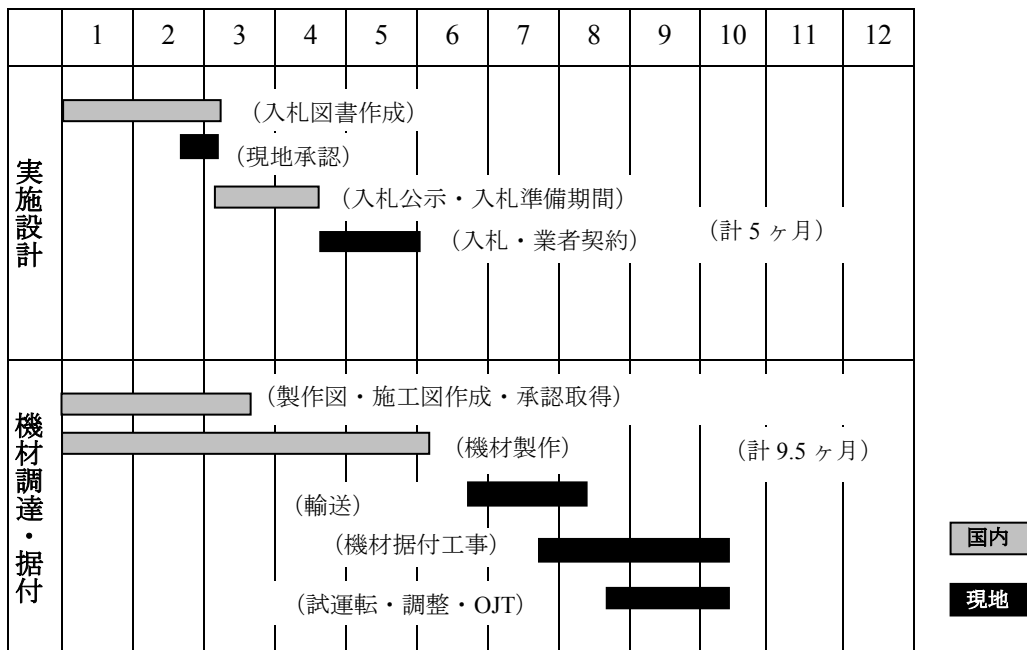 1 2 3 4 5 6 7 8 9 10 11 12
実施設計
（入札図書作成）
（現地承認）
（入札公示・入札準備期間）
（入札・業者契約）
（計 5 ヶ月）
機材調達・据付
（製作図・施工図作成・承認取得）
（機材製作）
（計 9.5 ヶ月）
（輸送）
（機材据付工事）
（試運転・調整・OJT）
国内
現地